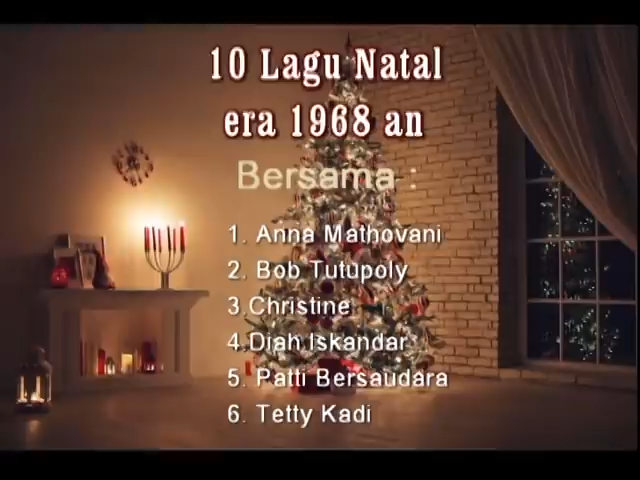 10 Lagu Natal
era 1968 an
Bersama :
1. Anna Mathovani
2. Bob Tutupoly
3.Christine
4.Diah Iskandar
5. Patti Bersaudara
6. Tetty Kadi